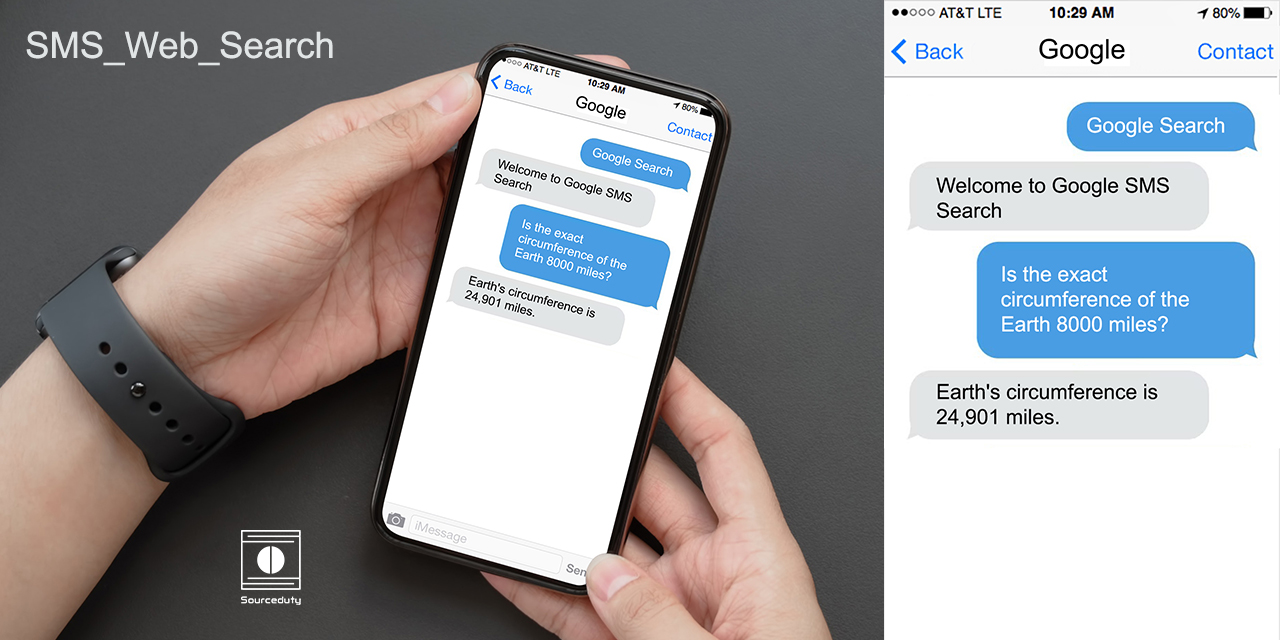 SMS_Web_Search
AT&T LTE
10:29 AM
80%
Back
Google
Contact
Google Search
Welcome to Google SMS
Search
Is the exact
circumference of the
Earth 8000 miles?
Earth's circumference is
24,901 miles.
iMessage
Sen
Sourceduty
AT&T LTE 10:29 AM 80%
Back Google Contact
Google Search
Welcome to Google SMS
Search
Is the exact
circumference of the
Earth 8000 miles?
Earth's circumference is
24,901 miles.